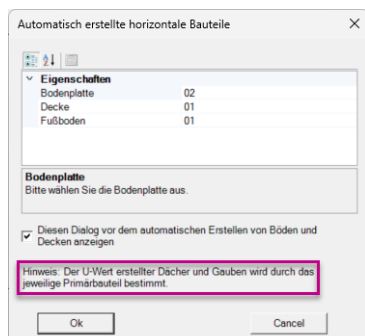 Automatisch erstellte horizontale Bauteile
Eigenschaften
Bodenplatte 02
Decke 01
Fußboden 01
Bodenplatte
Bitte wählen Sie die Bodenplatte aus.
Diesen Dialog vor dem automatischen Erstellen von Böden und
Decken anzeigen
Hinweis: Der U-Wert erstellter Dächer und Gauben wird durch das
jeweilige Primärbauteil bestimmt.
Ok Cancel